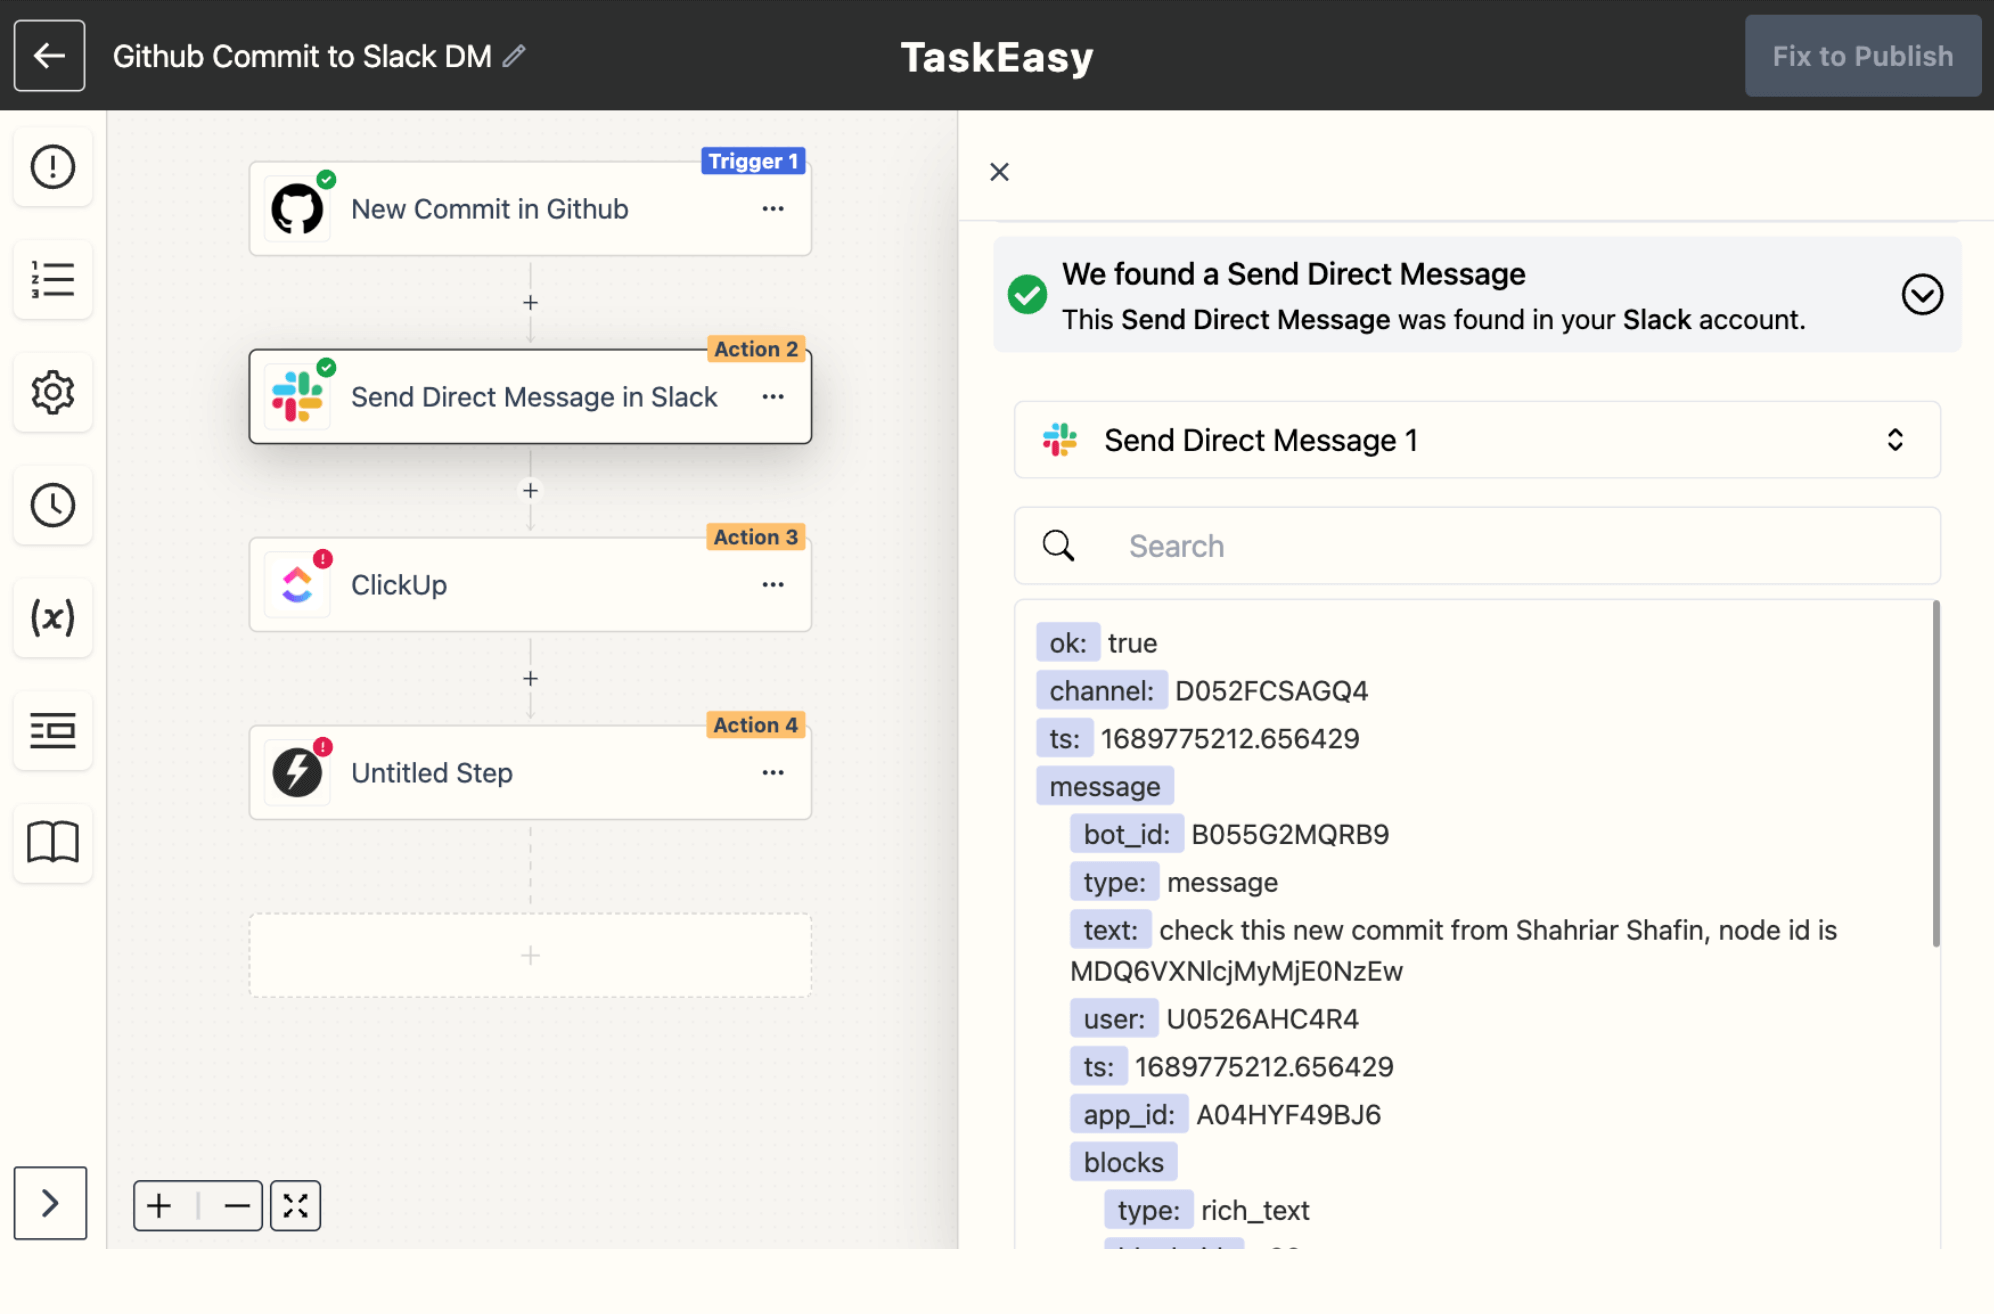 Github Commit to Slack DM
TaskEasy
Fix to Publish
Trigger 1
New Commit in Github
Action 2
Send Direct Message in Slack
Action 3
ClickUp
Action 4
Untitled Step
We found a Send Direct Message
This Send Direct Message was found in your Slack account.
Send Direct Message 1
Search
ok: true
channel: D052FCSAGQ4
ts: 1689775212.656429
message
bot_id: B055G2MQRB9
type: message
text: check this new commit from Shahriar Shafin, node id is
MDQ6VXNlcjMyMjE0NzEw
user: U0526AHC4R4
ts: 1689775212.656429
app_id: A04HYF49BJ6
blocks
type: rich_text